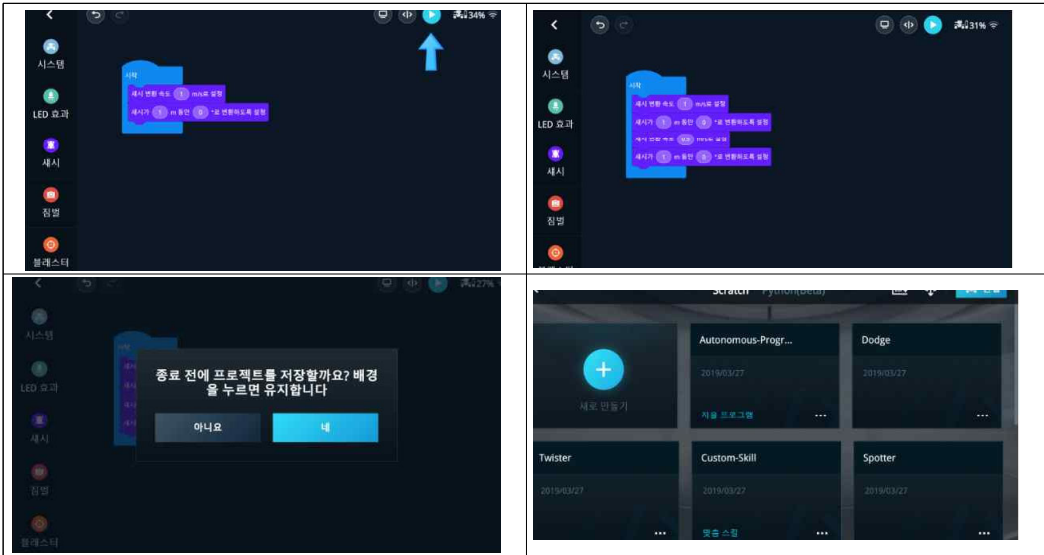 34%
시스템
LED 효과
섀시
짐벌
블래스터
시작
섀시 변환 속도 1 m/s로 설정
섀시가 1 m 동안 0 °로 변환하도록 설정
31%
시스템
LED 효과
섀시
짐벌
시작
섀시 변환 속도 1 m/s로 설정
섀시가 1 m 동안 0 °로 변환하도록 설정
섀시가 1 m 동안 0 °로 변환하도록 설정
27%
시스템
LED 효과
섀시
짐벌
블래스터
종료 전에 프로젝트를 저장할까요? 배경
을 누르면 유지합니다
아니요
네
Scratch Python(Beta)
새로 만들기
Autonomous-Progr...
2019/03/27
자율 프로그램
...
Dodge
2019/03/27
...
Twister
2019/03/27
...
Custom-Skill
2019/03/27
맞춤 스킬
...
Spotter
2019/03/27
...